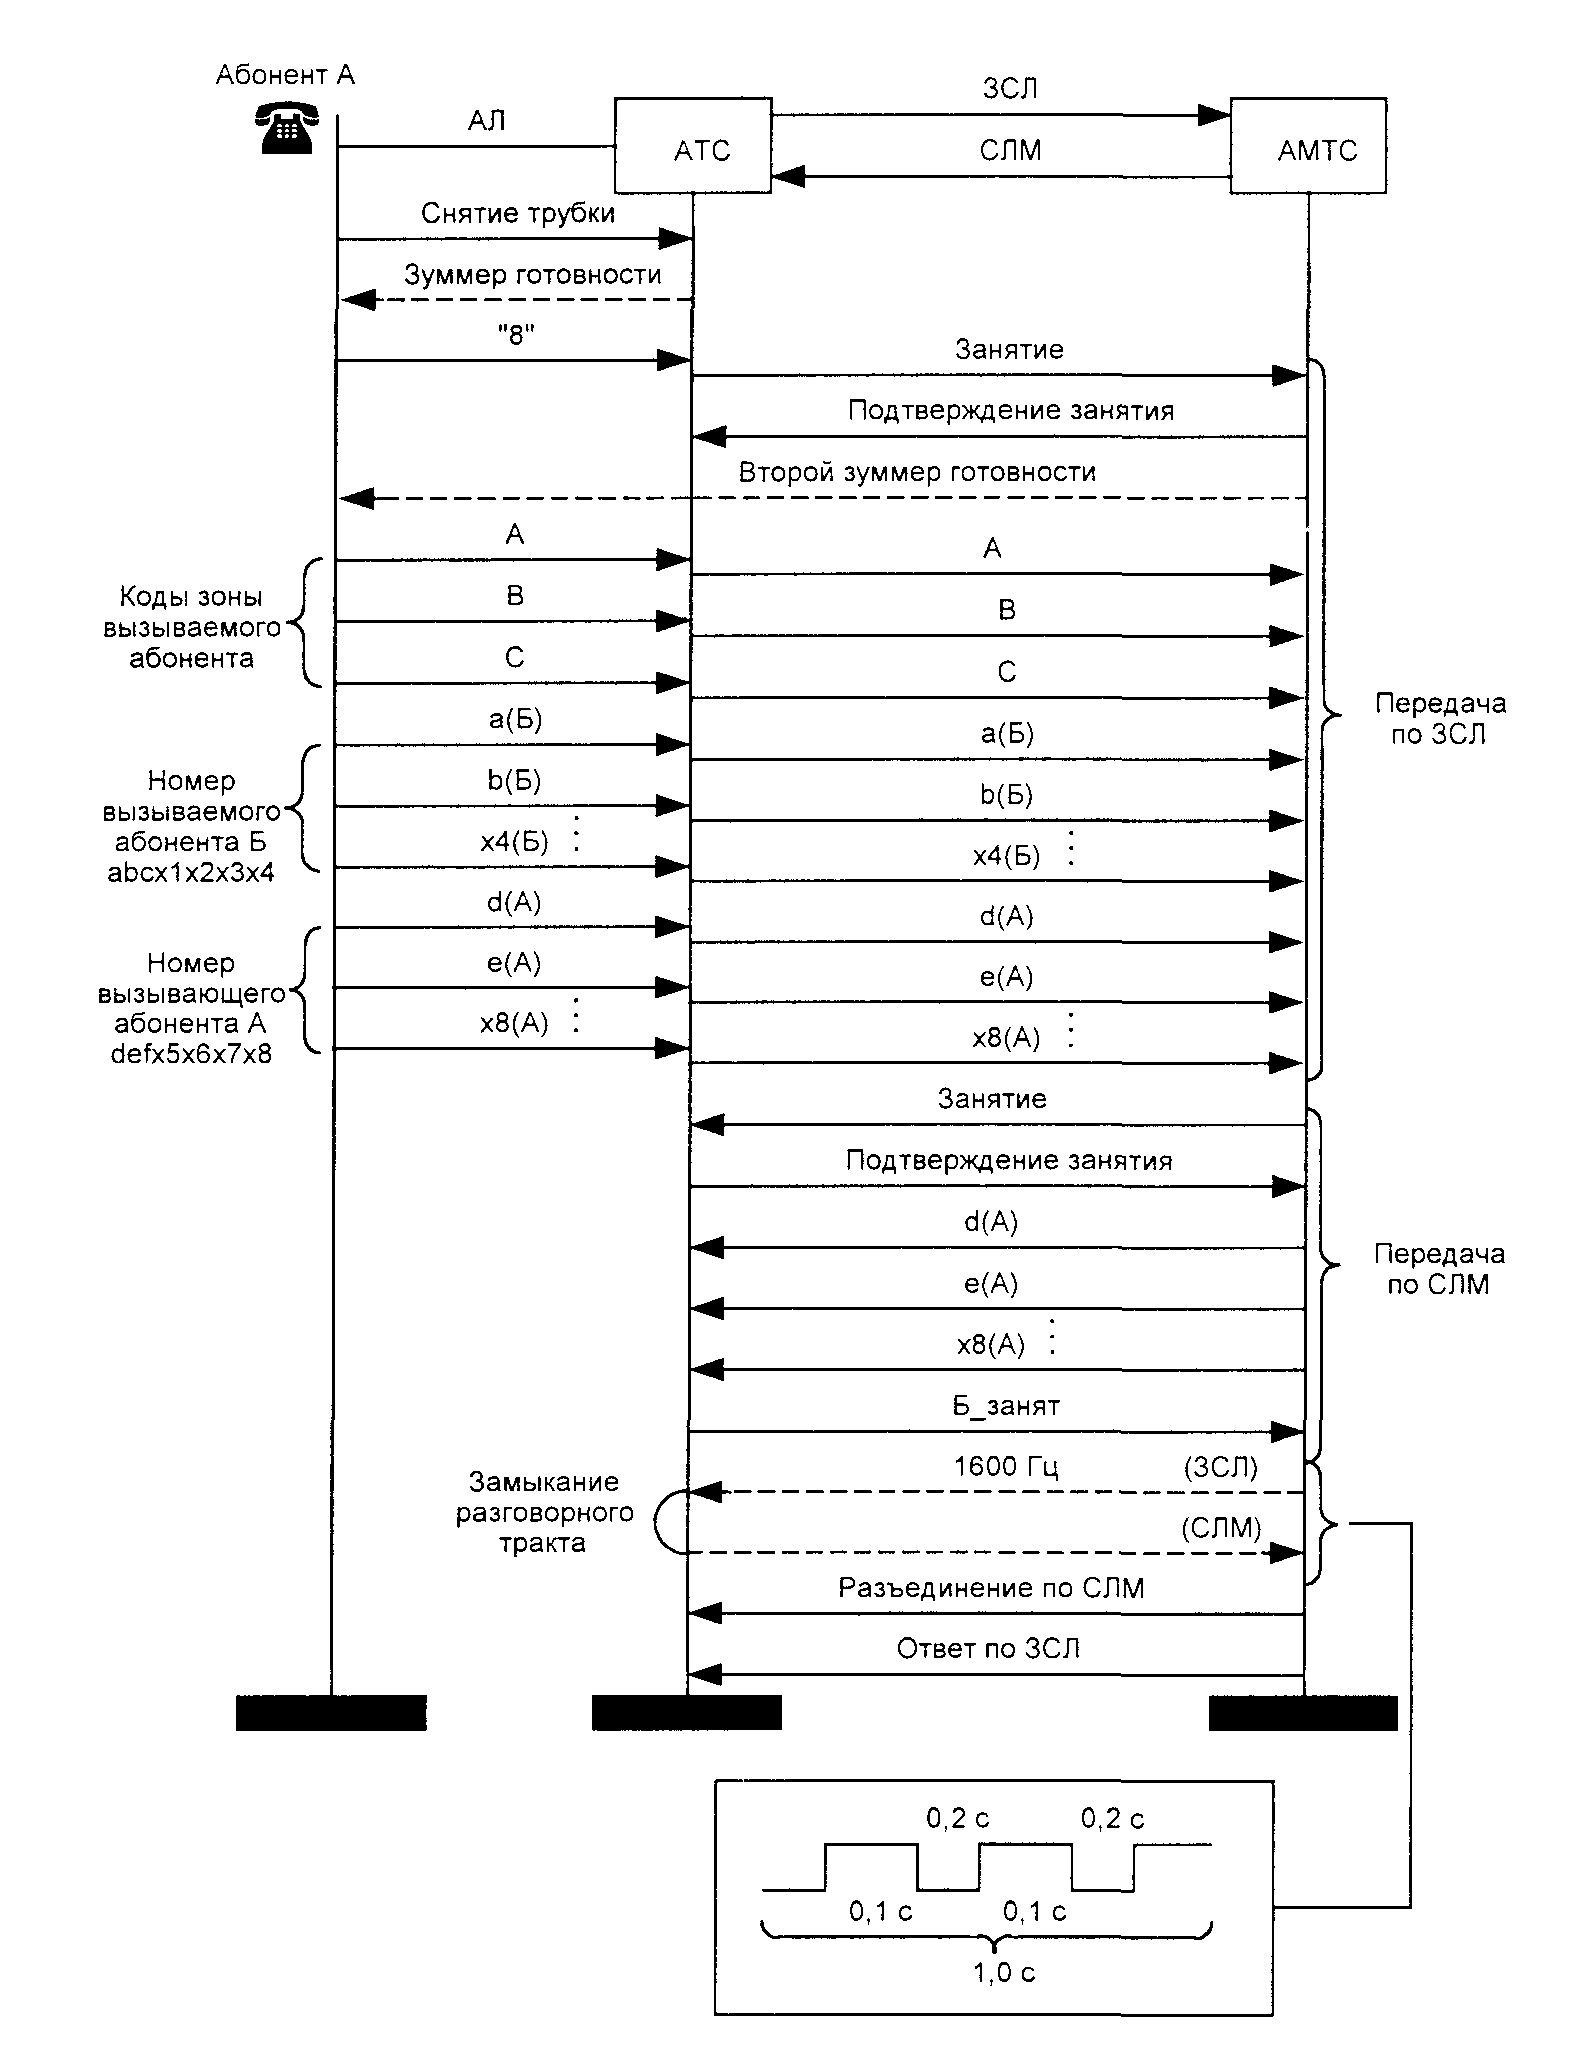 Абонент А
АЛ
ЗСЛ
АТС
СЛМ
АМТС
Снятие трубки
Зуммер готовности
"8"
Занятие
Подтверждение занятия
Второй зуммер готовности
А
А
Коды зоны
вызываемого
абонента
В
В
С
С
Передача
по ЗСЛ
а(Б)
а(Б)
Номер
вызываемого
абонента Б
abcx1x2x3x4
b(Б)
b(Б)
x4(Б)
x4(Б)
d(А)
d(А)
Номер
вызывающего
абонента А
defx5x6x7x8
e(А)
e(А)
x8(А)
x8(А)
Занятие
Подтверждение занятия
d(А)
Передача
по СЛМ
e(А)
x8(А)
Б_занят
Замыкание
разговорного
тракта
1600 Гц
(ЗСЛ)
(СЛМ)
Разъединение по СЛМ
Ответ по ЗСЛ
0,2 с
0,2 с
0,1 с
0,1 с
1,0 с